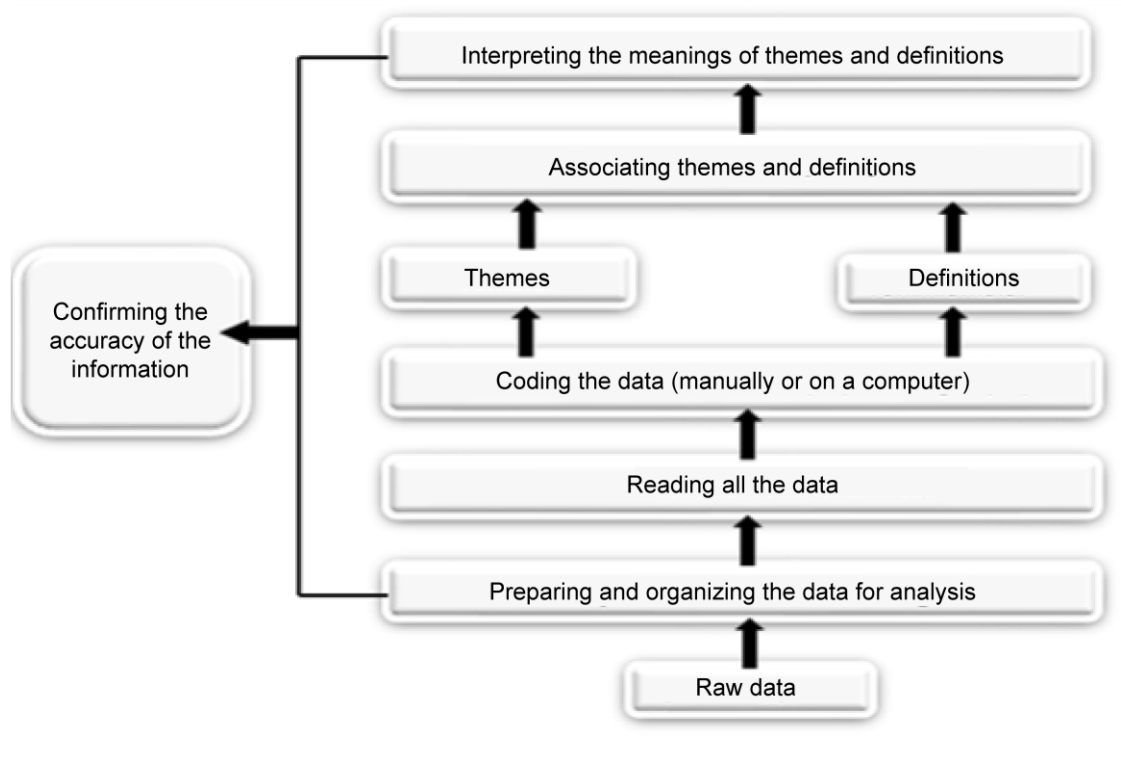 Interpreting the meanings of themes and definitions
Associating themes and definitions
Themes
Definitions
Confirming the
accuracy of the
information
Coding the data (manually or on a computer)
Reading all the data
Preparing and organizing the data for analysis
Raw data